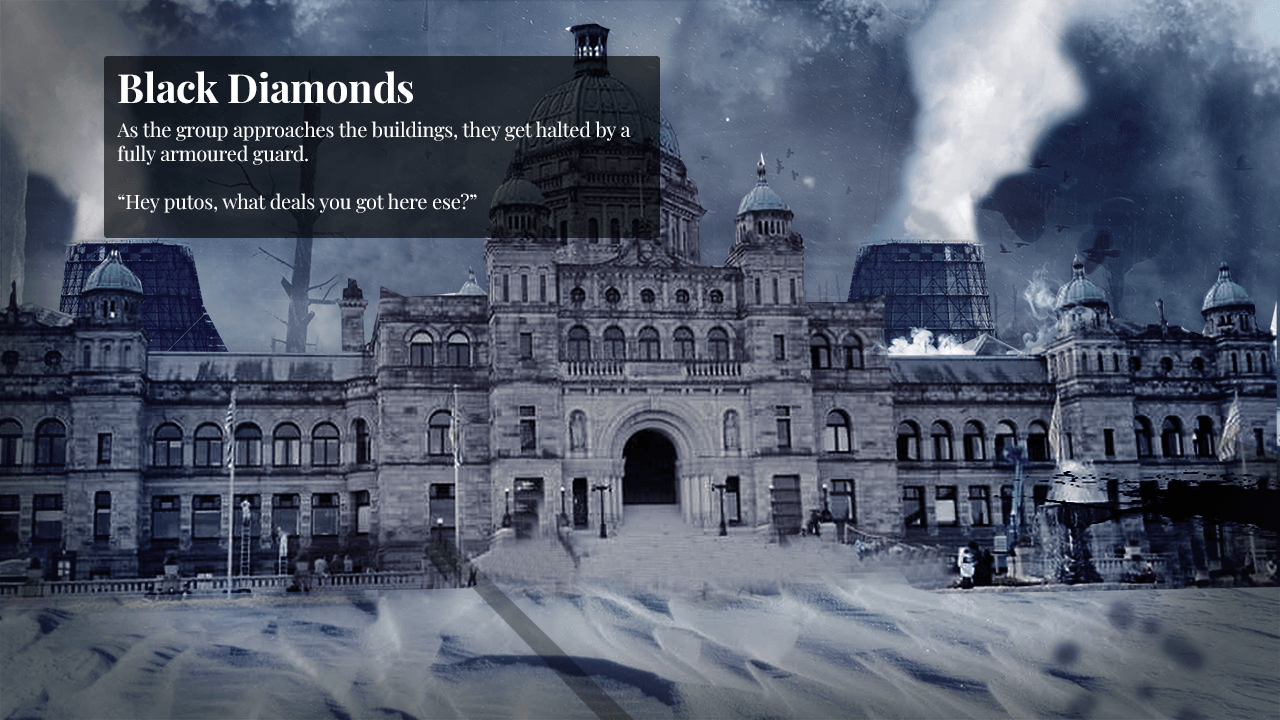 Black Diamonds
As the group approaches the buildings, they get halted by a
fully armoured guard.
“Hey putos, what deals you got here ese?”